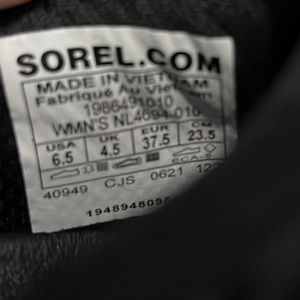 SOREL.COM
MADE IN VIETNAM
Fabriqué Au Vietnam
1966491010
WMN'S NL4094-010
USA UK EUR CM
6.5 4.5 37.5 23.5
40949 CJS 0621